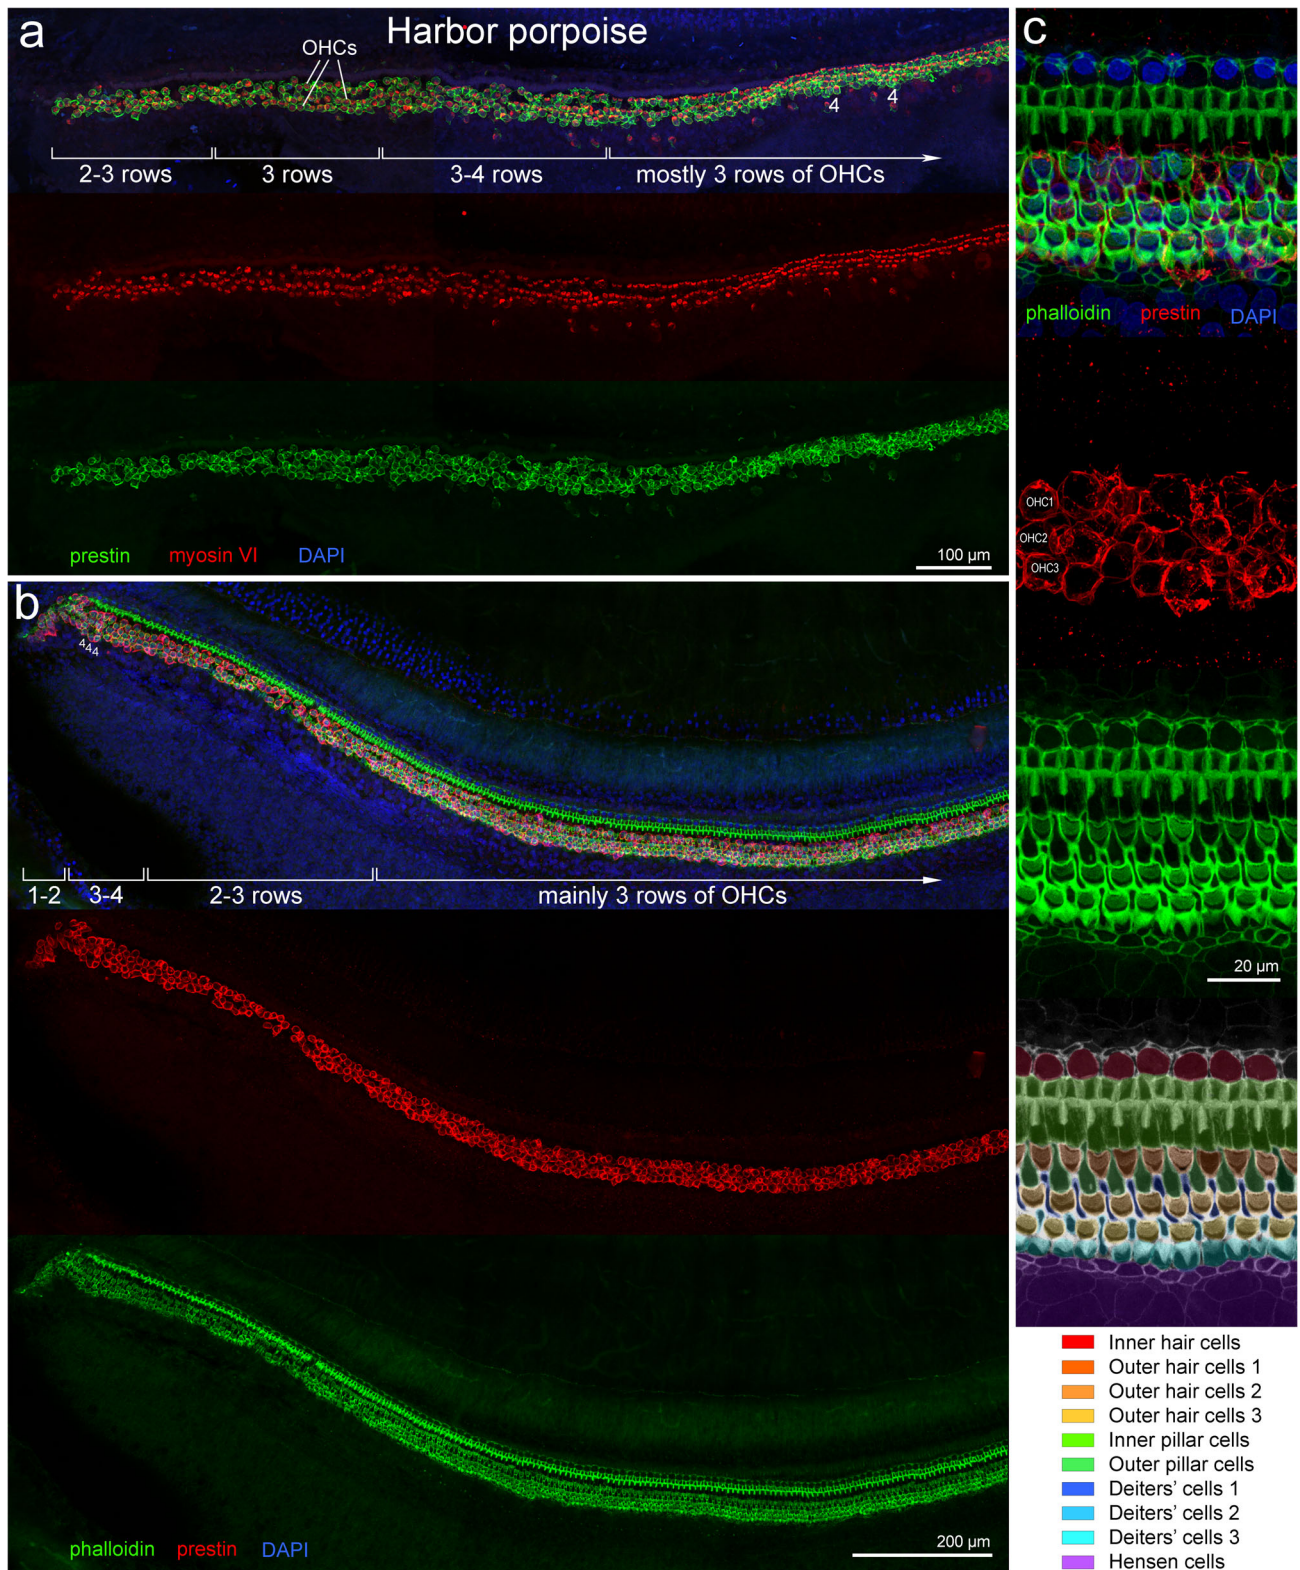 a
Harbor porpoise
OHCs
4 4
2-3 rows 3 rows 3-4 rows mostly 3 rows of OHCs
prestin myosin VI DAPI
100 µm
b
4 4 4
1-2 3-4 2-3 rows mainly 3 rows of OHCs
phalloidin prestin DAPI
200 µm
c
phalloidin prestin DAPI
OHC1
OHC2
OHC3
20 µm
Inner hair cells
Outer hair cells 1
Outer hair cells 2
Outer hair cells 3
Inner pillar cells
Outer pillar cells
Deiters’ cells 1
Deiters’ cells 2
Deiters’ cells 3
Hensen cells